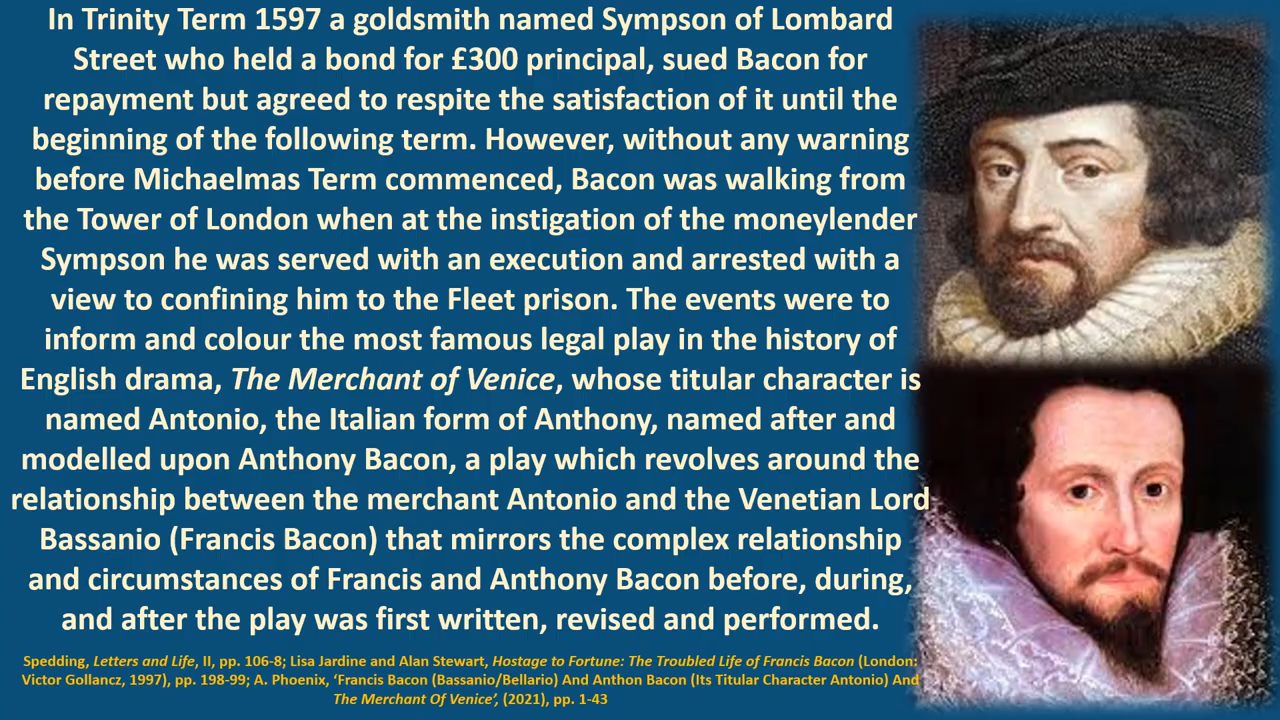 In Trinity Term 1597 a goldsmith named Sympson of Lombard
Street who held a bond for £300 principal, sued Bacon for
repayment but agreed to respite the satisfaction of it until the
beginning of the following term. However, without any warning
before Michaelmas Term commenced, Bacon was walking from
the Tower of London when at the instigation of the moneylender
Sympson he was served with an execution and arrested with a
view to confining him to the Fleet prison. The events were to
inform and colour the most famous legal play in the history of
English drama, The Merchant of Venice, whose titular character is
named Antonio, the Italian form of Anthony, named after and
modelled upon Anthony Bacon, a play which revolves around the
relationship between the merchant Antonio and the Venetian Lord
Bassanio (Francis Bacon) that mirrors the complex relationship
and circumstances of Francis and Anthony Bacon before, during,
and after the play was first written, revised and performed.
Spedding, Letters and Life, II, pp. 106-8; Lisa Jardine and Alan Stewart, Hostage to Fortune: The Troubled Life of Francis Bacon (London:
Victor Gollancz, 1997), pp. 198-99; A. Phoenix, ‘Francis Bacon (Bassanio/Bellario) And Anthon Bacon (Its Titular Character Antonio) And
The Merchant Of Venice’, (2021), pp. 1-43